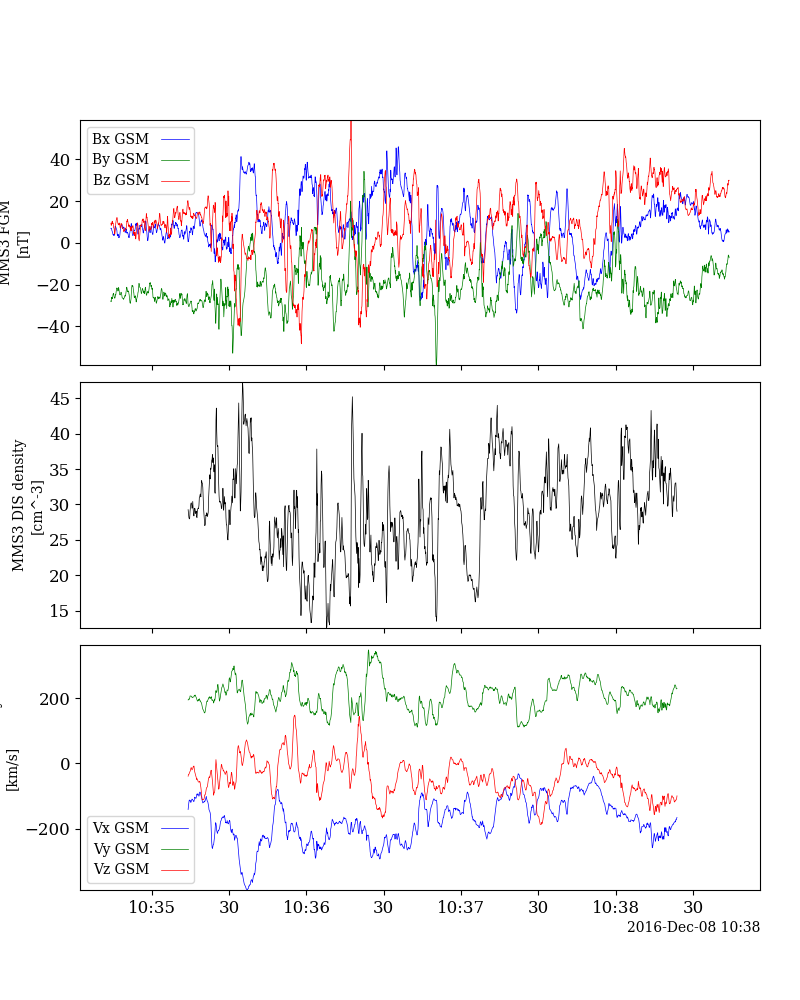 MMS3 FGM
[nT]
40
20
0
−20
−40
Bx GSM
By GSM
Bz GSM
MMS3 DIS density
[cm^-3]
45
40
35
30
25
20
15
[km/s]
200
0
−200
Vx GSM
Vy GSM
Vz GSM
10:35 30 10:36 30 10:37 30 10:38 30
2016-Dec-08 10:38